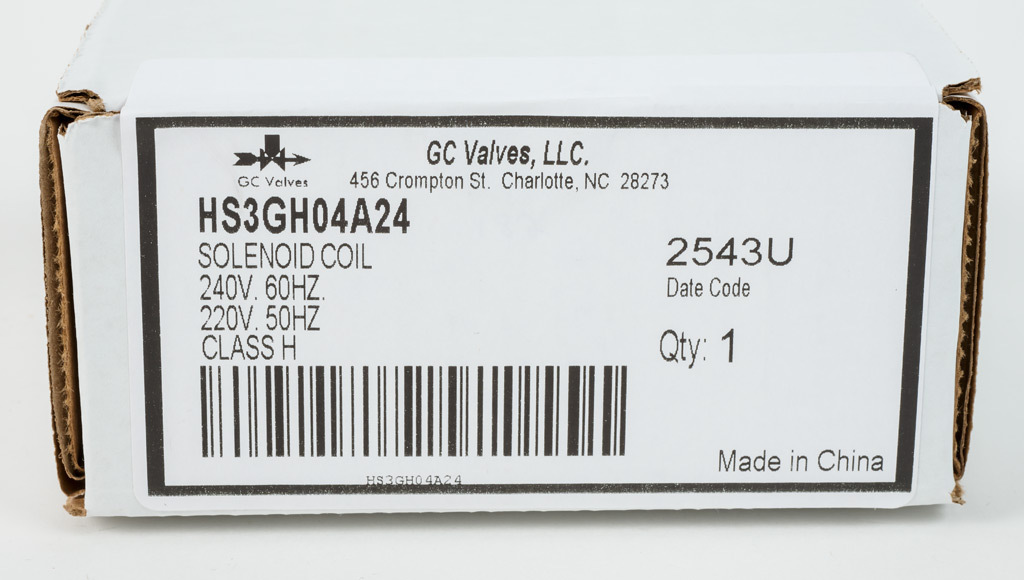 GC Valves
GC Valves, LLC.
456 Crompton St. Charlotte, NC 28273
HS3GH04A24
SOLENOID COIL
240V. 60HZ.
220V. 50HZ
CLASS H
2543U
Date Code
Qty: 1
HS3GH04A24
Made in China